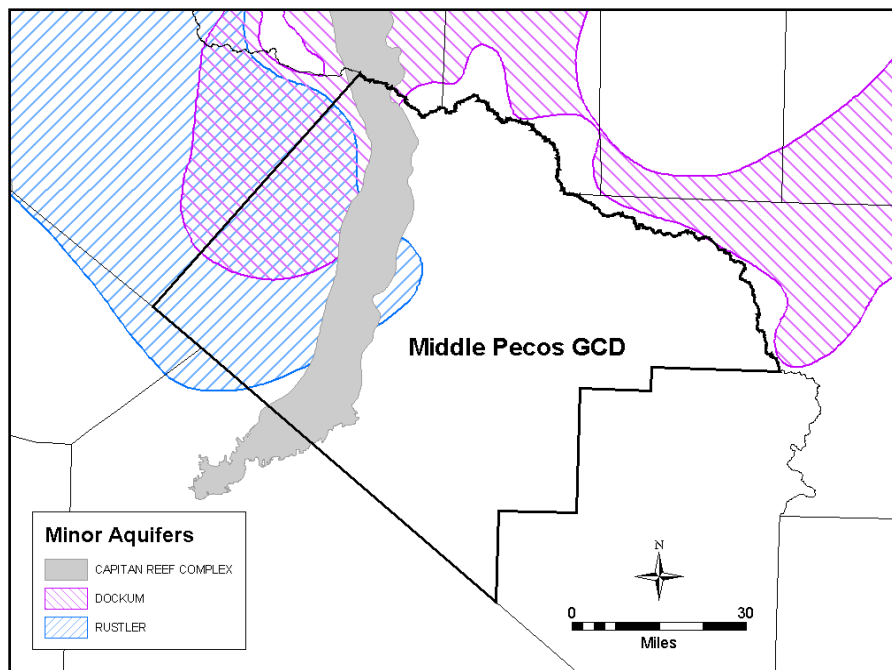 Middle Pecos GCD
Minor Aquifers
CAPITAN REEF COMPLEX
DOCKUM
RUSTLER
N
0 30
Miles